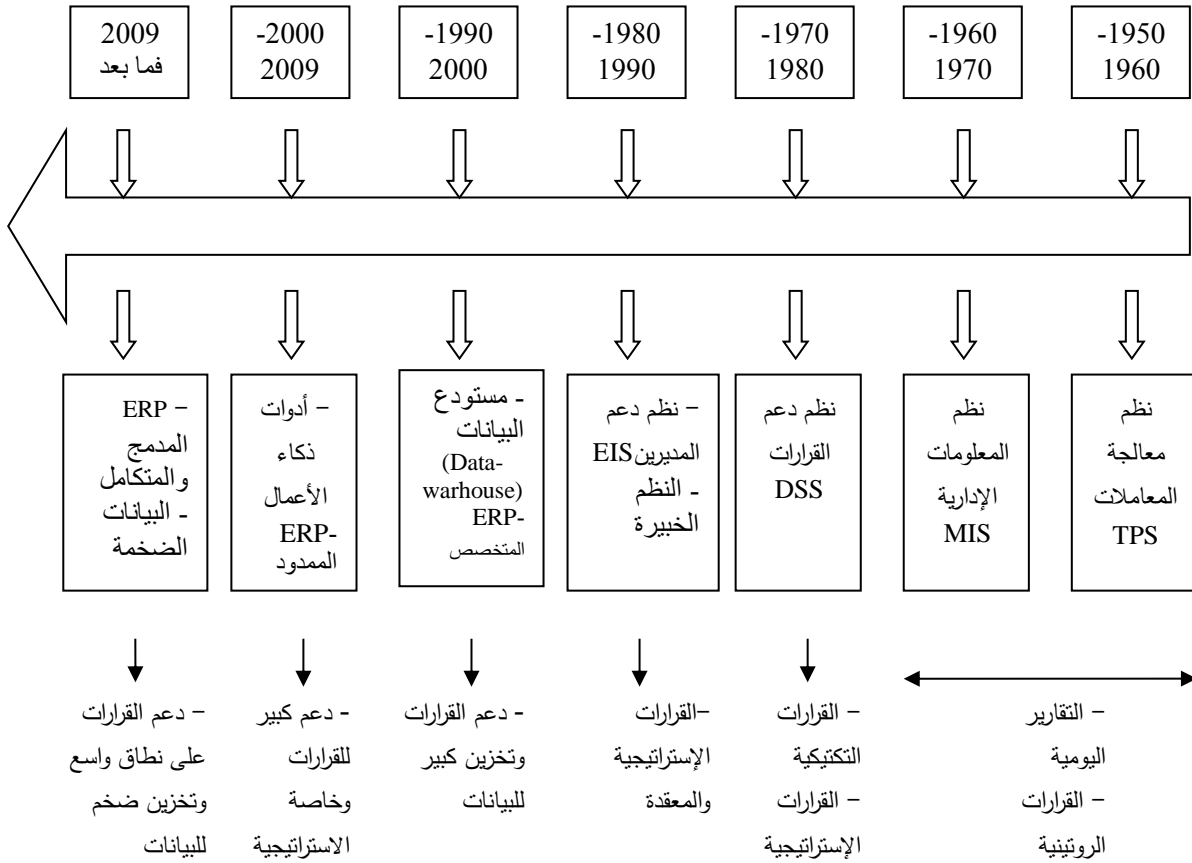 -1950
1960
-1960
1970
-1970
1980
-1980
1990
-1990
2000
-2000
2009
2009
فما بعد
نظم
معالجة
المعاملات
TPS
نظم
المعلومات
الإدارية
MIS
نظم دعم
القرارات
DSS
– نظم دعم
المديرينEIS
- النظم
الخبيرة
- مستودع
البيانات
(Data-
warhouse)
ERP-
المتخصص
– أدوات
ذكاء
الأعمال
ERP-
الممدود
ERP –
المدمج
والمتكامل
- البيانات
الضخمة
– التقارير
اليومية
– القرارات
الروتينية
– القرارات
التكتيكية
– القرارات
الإستراتيجية
–القرارات
الإستراتيجية
والمعقدة
- دعم القرارات
وتخزين كبير
للبيانات
- دعم كبير
للقرارات
وخاصة
الاستراتيجية
– دعم القرارات
على نطاق واسع
وتخزين ضخم
للبيانات